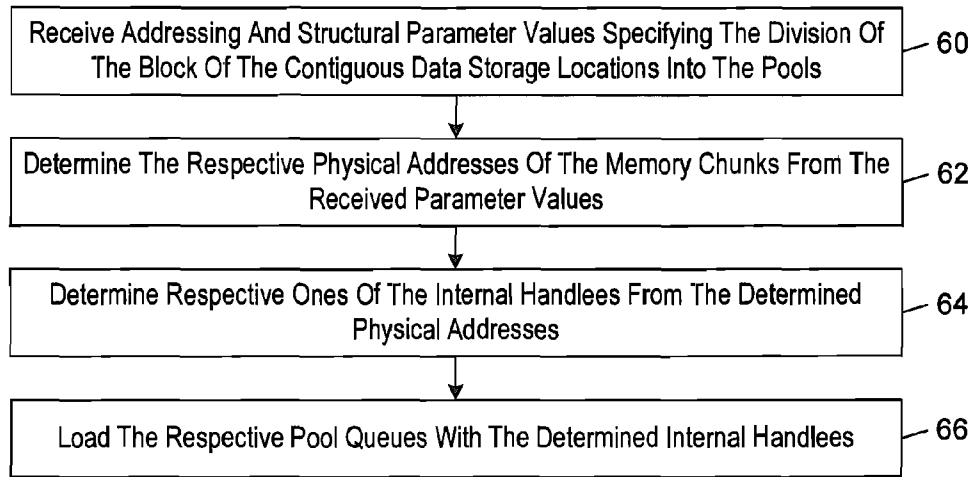 Receive Addressing And Structural Parameter Values Specifying The Division Of
The Block Of The Contiguous Data Storage Locations Into The Pools
60
Determine The Respective Physical Addresses Of The Memory Chunks From The
Received Parameter Values
62
Determine Respective Ones Of The Internal Handlees From The Determined
Physical Addresses
64
Load The Respective Pool Queues With The Determined Internal Handlees
66